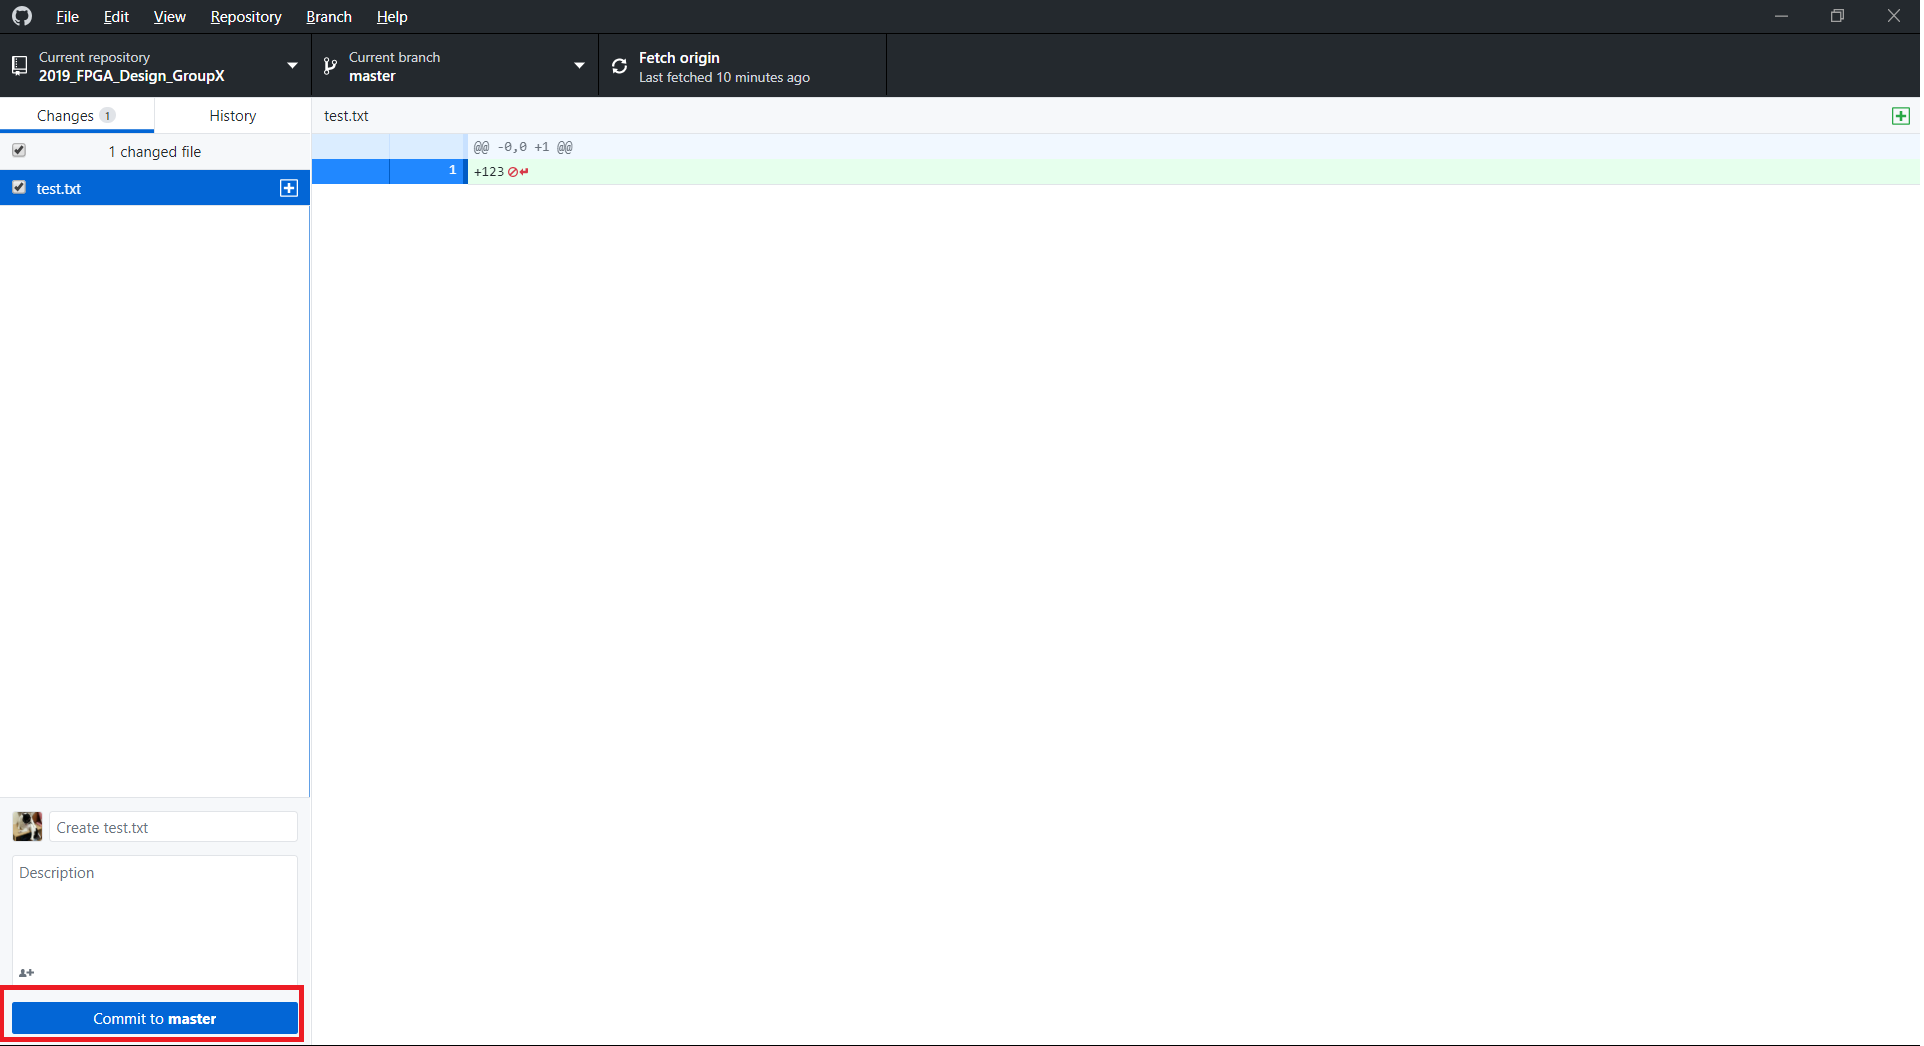 File Edit View Repository Branch Help
Current repository
2019_FPGA_Design_GroupX
Current branch
master
Fetch origin
Last fetched 10 minutes ago
Changes 1
History
test.txt
1 changed file
@@ -0,0 +1 @@
test.txt
1 +123
Create test.txt
Description
Commit to master